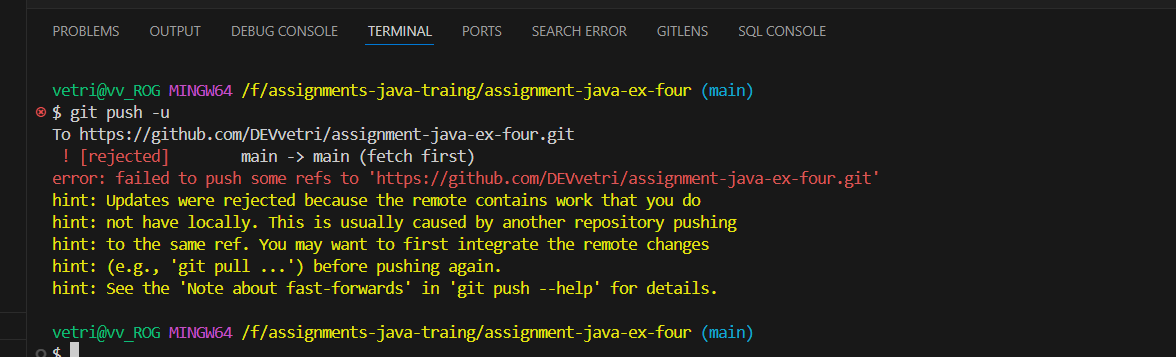 PROBLEMS OUTPUT DEBUG CONSOLE TERMINAL PORTS SEARCH ERROR GITLENS SQL CONSOLE
vetri@vv_ROG MINGW64 /f/assignments-java-traing/assignment-java-ex-four (main)
$ git push -u
To https://github.com/DEVvetri/assignment-java-ex-four.git
! [rejected] main -> main (fetch first)
error: failed to push some refs to 'https://github.com/DEVvetri/assignment-java-ex-four.git'
hint: Updates were rejected because the remote contains work that you do
hint: not have locally. This is usually caused by another repository pushing
hint: to the same ref. You may want to first integrate the remote changes
hint: (e.g., 'git pull ...') before pushing again.
hint: See the 'Note about fast-forwards' in 'git push --help' for details.
vetri@vv_ROG MINGW64 /f/assignments-java-traing/assignment-java-ex-four (main)
$